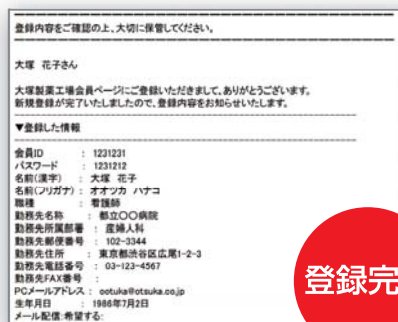 登録内容をご確認の上、大切に保管してください。
大塚 花子さん
大塚製薬工場会員ページにご登録いただきまして、ありがとうございます。
新規登録が完了いたしましたので、登録内容をお知らせいたします。
▼登録した情報
会員ID : 1231231
パスワード : 1231212
名前(漢字) : 大塚 花子
名前(フリガナ) : オオツカ ハナコ
職種 : 看護師
勤務先名称 : 都立〇〇病院
勤務先所属部署 : 産婦人科
勤務先郵便番号 : 102-3344
勤務先住所 : 東京都渋谷区広尾1-2-3
勤務先電話番号 : 03-123-4567
勤務先FAX番号 :
PCメールアドレス : ootuka@otsuka.co.jp
生年月日 : 1986年7月2日
メール配信:希望する:
登録完